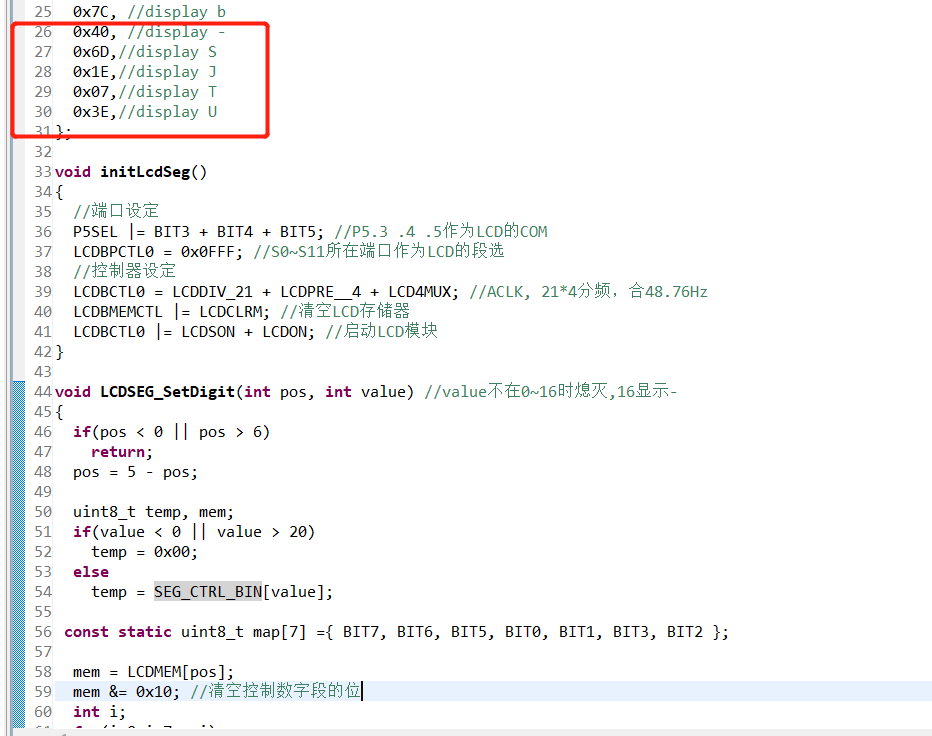 25 0x7C, //display b
26 0x40, //display -
27 0x6D,//display S
28 0x1E,//display J
29 0x07,//display T
30 0x3E,//display U
31 };
32
33 void initLcdSeg()
34 {
35 //端口设定
36 P5SEL |= BIT3 + BIT4 + BIT5; //P5.3 .4 .5作为LCD的COM
37 LCDBPCTL0 = 0x0FFF; //S0~S11所在端口作为LCD的段选
38 //控制器设定
39 LCDBCTL0 = LCDDIV_21 + LCDPRE__4 + LCD4MUX; //ACLK, 21*4分频，合48.76Hz
40 LCDBMEMCTL |= LCDCLRM; //清空LCD存储器
41 LCDBCTL0 |= LCDSON + LCDON; //启动LCD模块
42 }
43
44 void LCDSEG_SetDigit(int pos, int value) //value不在0~16时熄灭,16显示-
45 {
46 if(pos < 0 || pos > 6)
47 return;
48 pos = 5 - pos;
49
50 uint8_t temp, mem;
51 if(value < 0 || value > 20)
52 temp = 0x00;
53 else
54 temp = SEG_CTRL_BIN[value];
55
56 const static uint8_t map[7] ={ BIT7, BIT6, BIT5, BIT0, BIT1, BIT3, BIT2 };
57
58 mem = LCDMEM[pos];
59 mem &= 0x10; //清空控制数字段的位
60 int i;